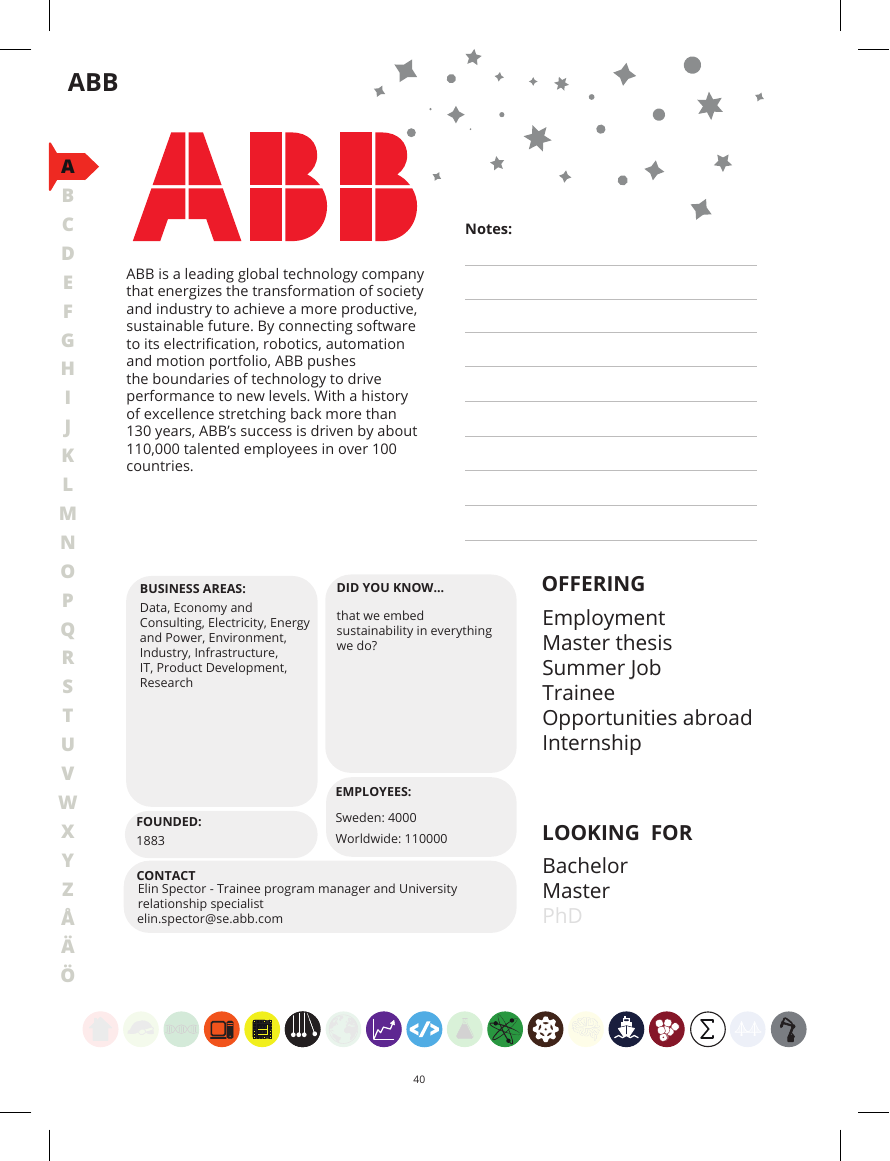 ABB
ABB
A
B
C
D
E
F
G
H
I
J
K
L
M
N
O
P
Q
R
S
T
U
V
W
X
Y
Z
Å
Ä
Ö
ABB is a leading global technology company
that energizes the transformation of society
and industry to achieve a more productive,
sustainable future. By connecting software
to its electrification, robotics, automation
and motion portfolio, ABB pushes
the boundaries of technology to drive
performance to new levels. With a history
of excellence stretching back more than
130 years, ABB’s success is driven by about
110,000 talented employees in over 100
countries.
Notes:
BUSINESS AREAS:
Data, Economy and
Consulting, Electricity, Energy
and Power, Environment,
Industry, Infrastructure,
IT, Product Development,
Research
DID YOU KNOW...
that we embed
sustainability in everything
we do?
FOUNDED:
1883
EMPLOYEES:
Sweden: 4000
Worldwide: 110000
CONTACT
Elin Spector - Trainee program manager and University
relationship specialist
elin.spector@se.abb.com
OFFERING
Employment
Master thesis
Summer Job
Trainee
Opportunities abroad
Internship
LOOKING FOR
Bachelor
Master
PhD
</>
Σ
40